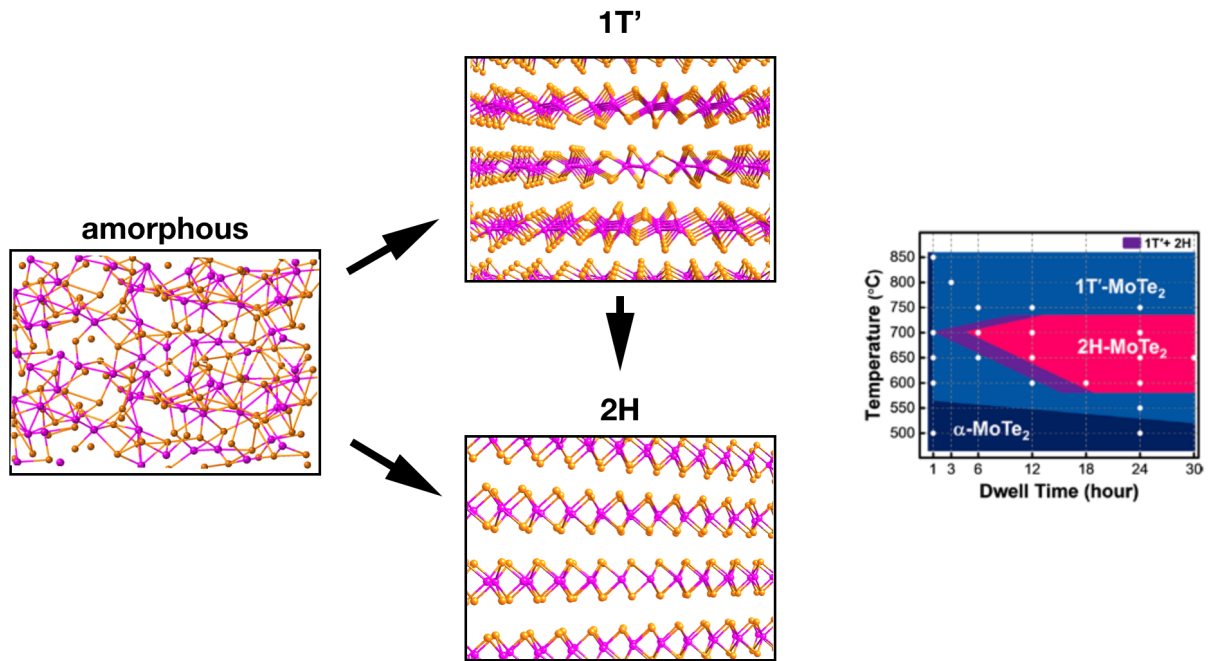 1T’
amorphous
2H
1T′+ 2H
850
800
750
700
650
600
550
500
Temperature (°C)
1T′-MoTe₂
2H-MoTe₂
α-MoTe₂
1 3 6 12 18 24 30
Dwell Time (hour)